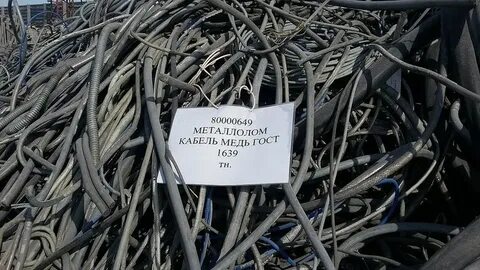 80000649
МЕТАЛЛОЛОМ
КАБЕЛЬ МЕДЬ ГОСТ
1639
тн.